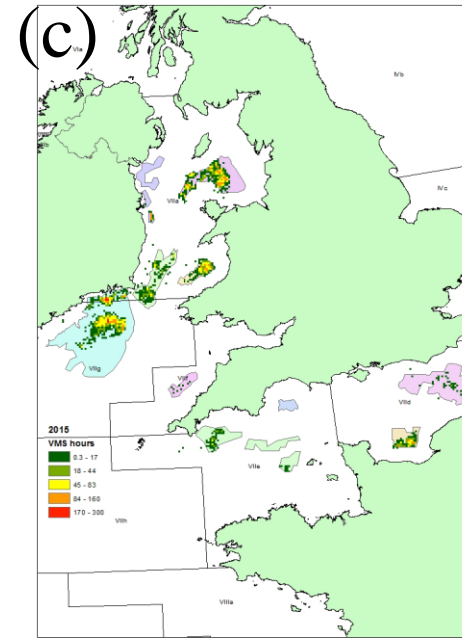 (c)
VIa
IVb
IVc
VIIa
VIIg
VIId
VIIe
2015
VMS hours
0.3 - 17
18 - 44
45 - 83
84 - 160
170 - 300
VIIh
VIIIa